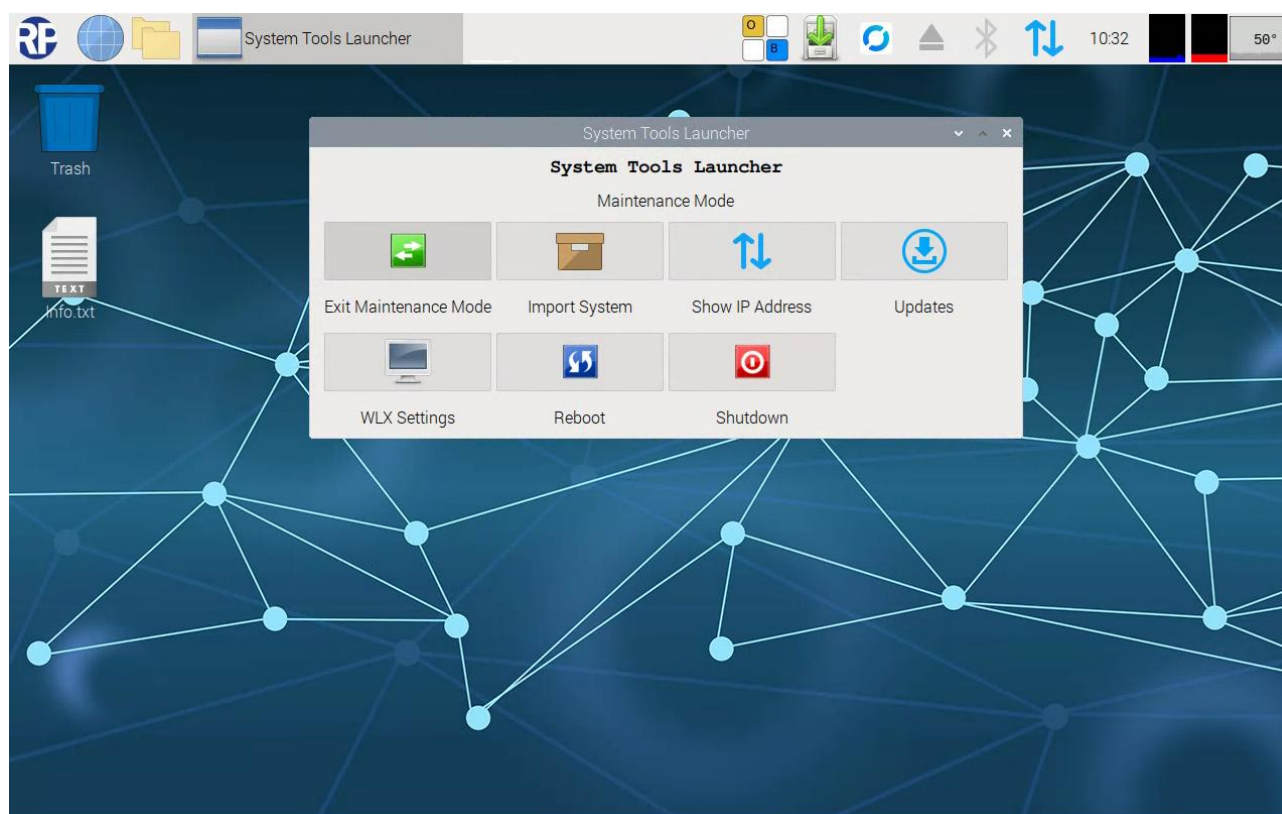 RP
System Tools Launcher
O
B
10:32
50°
Trash
TEXT
Info.txt
System Tools Launcher
System Tools Launcher
Maintenance Mode
Exit Maintenance Mode
Import System
Show IP Address
Updates
WLX Settings
Reboot
Shutdown